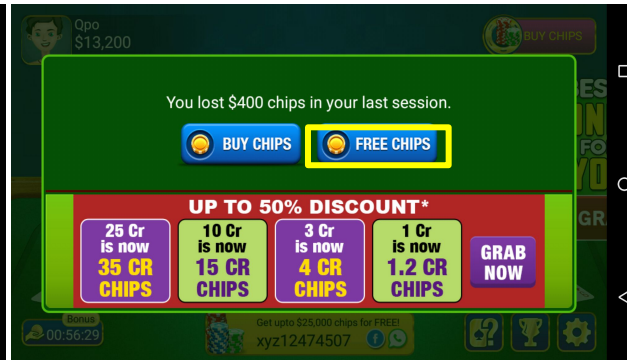 Qpo
$13,200
BUY CHIPS
You lost $400 chips in your last session.
BUY CHIPS
FREE CHIPS
UP TO 50% DISCOUNT*
25 Cr
is now
35 CR
CHIPS
10 Cr
is now
15 CR
CHIPS
3 Cr
is now
4 CR
CHIPS
1 Cr
is now
1.2 CR
CHIPS
GRAB
NOW
Bonus
00:56:29
Get upto $25,000 chips for FREE!
xyz12474507